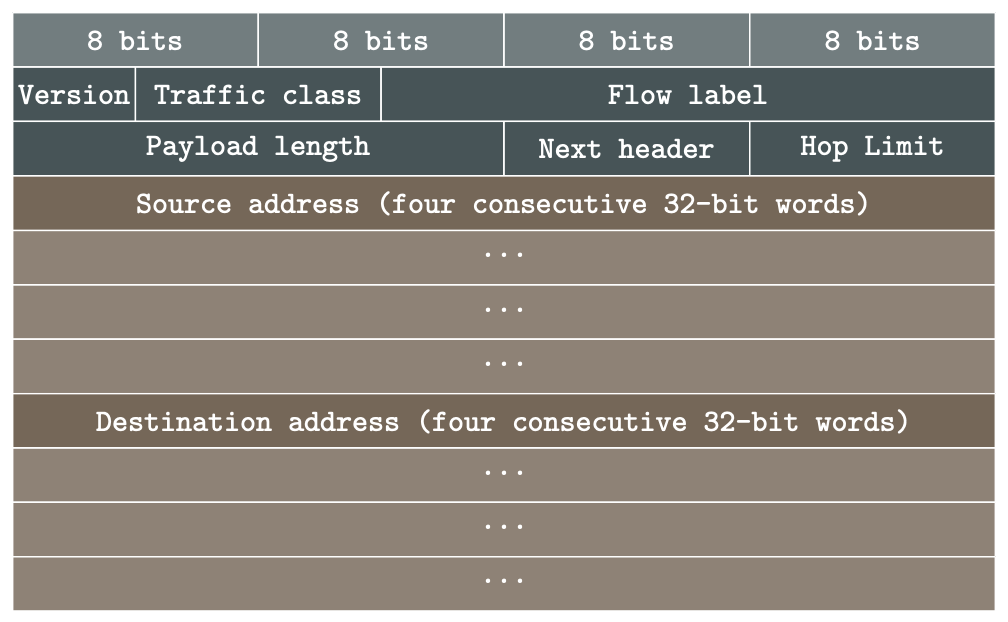 8 bits 8 bits 8 bits 8 bits
Version Traffic class Flow label
Payload length Next header Hop Limit
Source address (four consecutive 32-bit words)
...
...
...
Destination address (four consecutive 32-bit words)
...
...
...